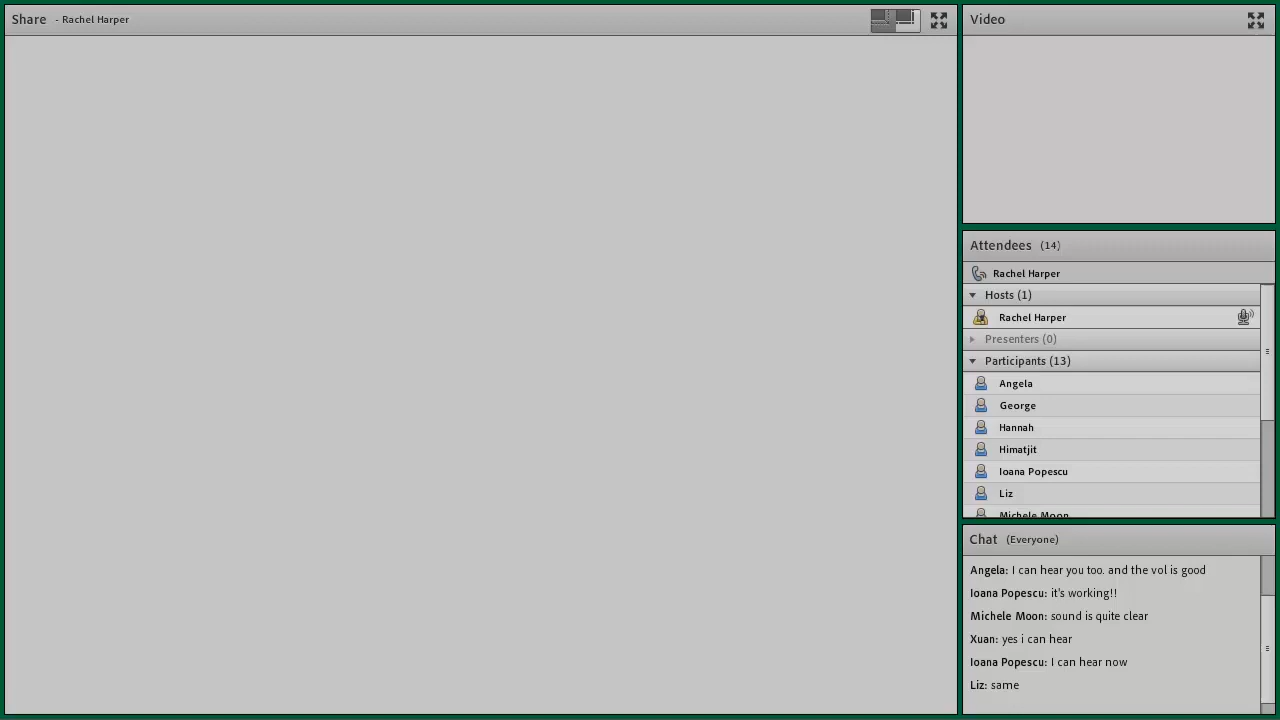 Share - Rachel Harper
Video
Attendees (14)
Rachel Harper
Hosts (1)
Rachel Harper
Presenters (0)
Participants (13)
Angela
George
Hannah
Himatjit
Ioana Popescu
Liz
Michele Moon
Chat (Everyone)
Angela: I can hear you too. and the vol is good
Ioana Popescu: it's working!!
Michele Moon: sound is quite clear
Xuan: yes i can hear
Ioana Popescu: I can hear now
Liz: same